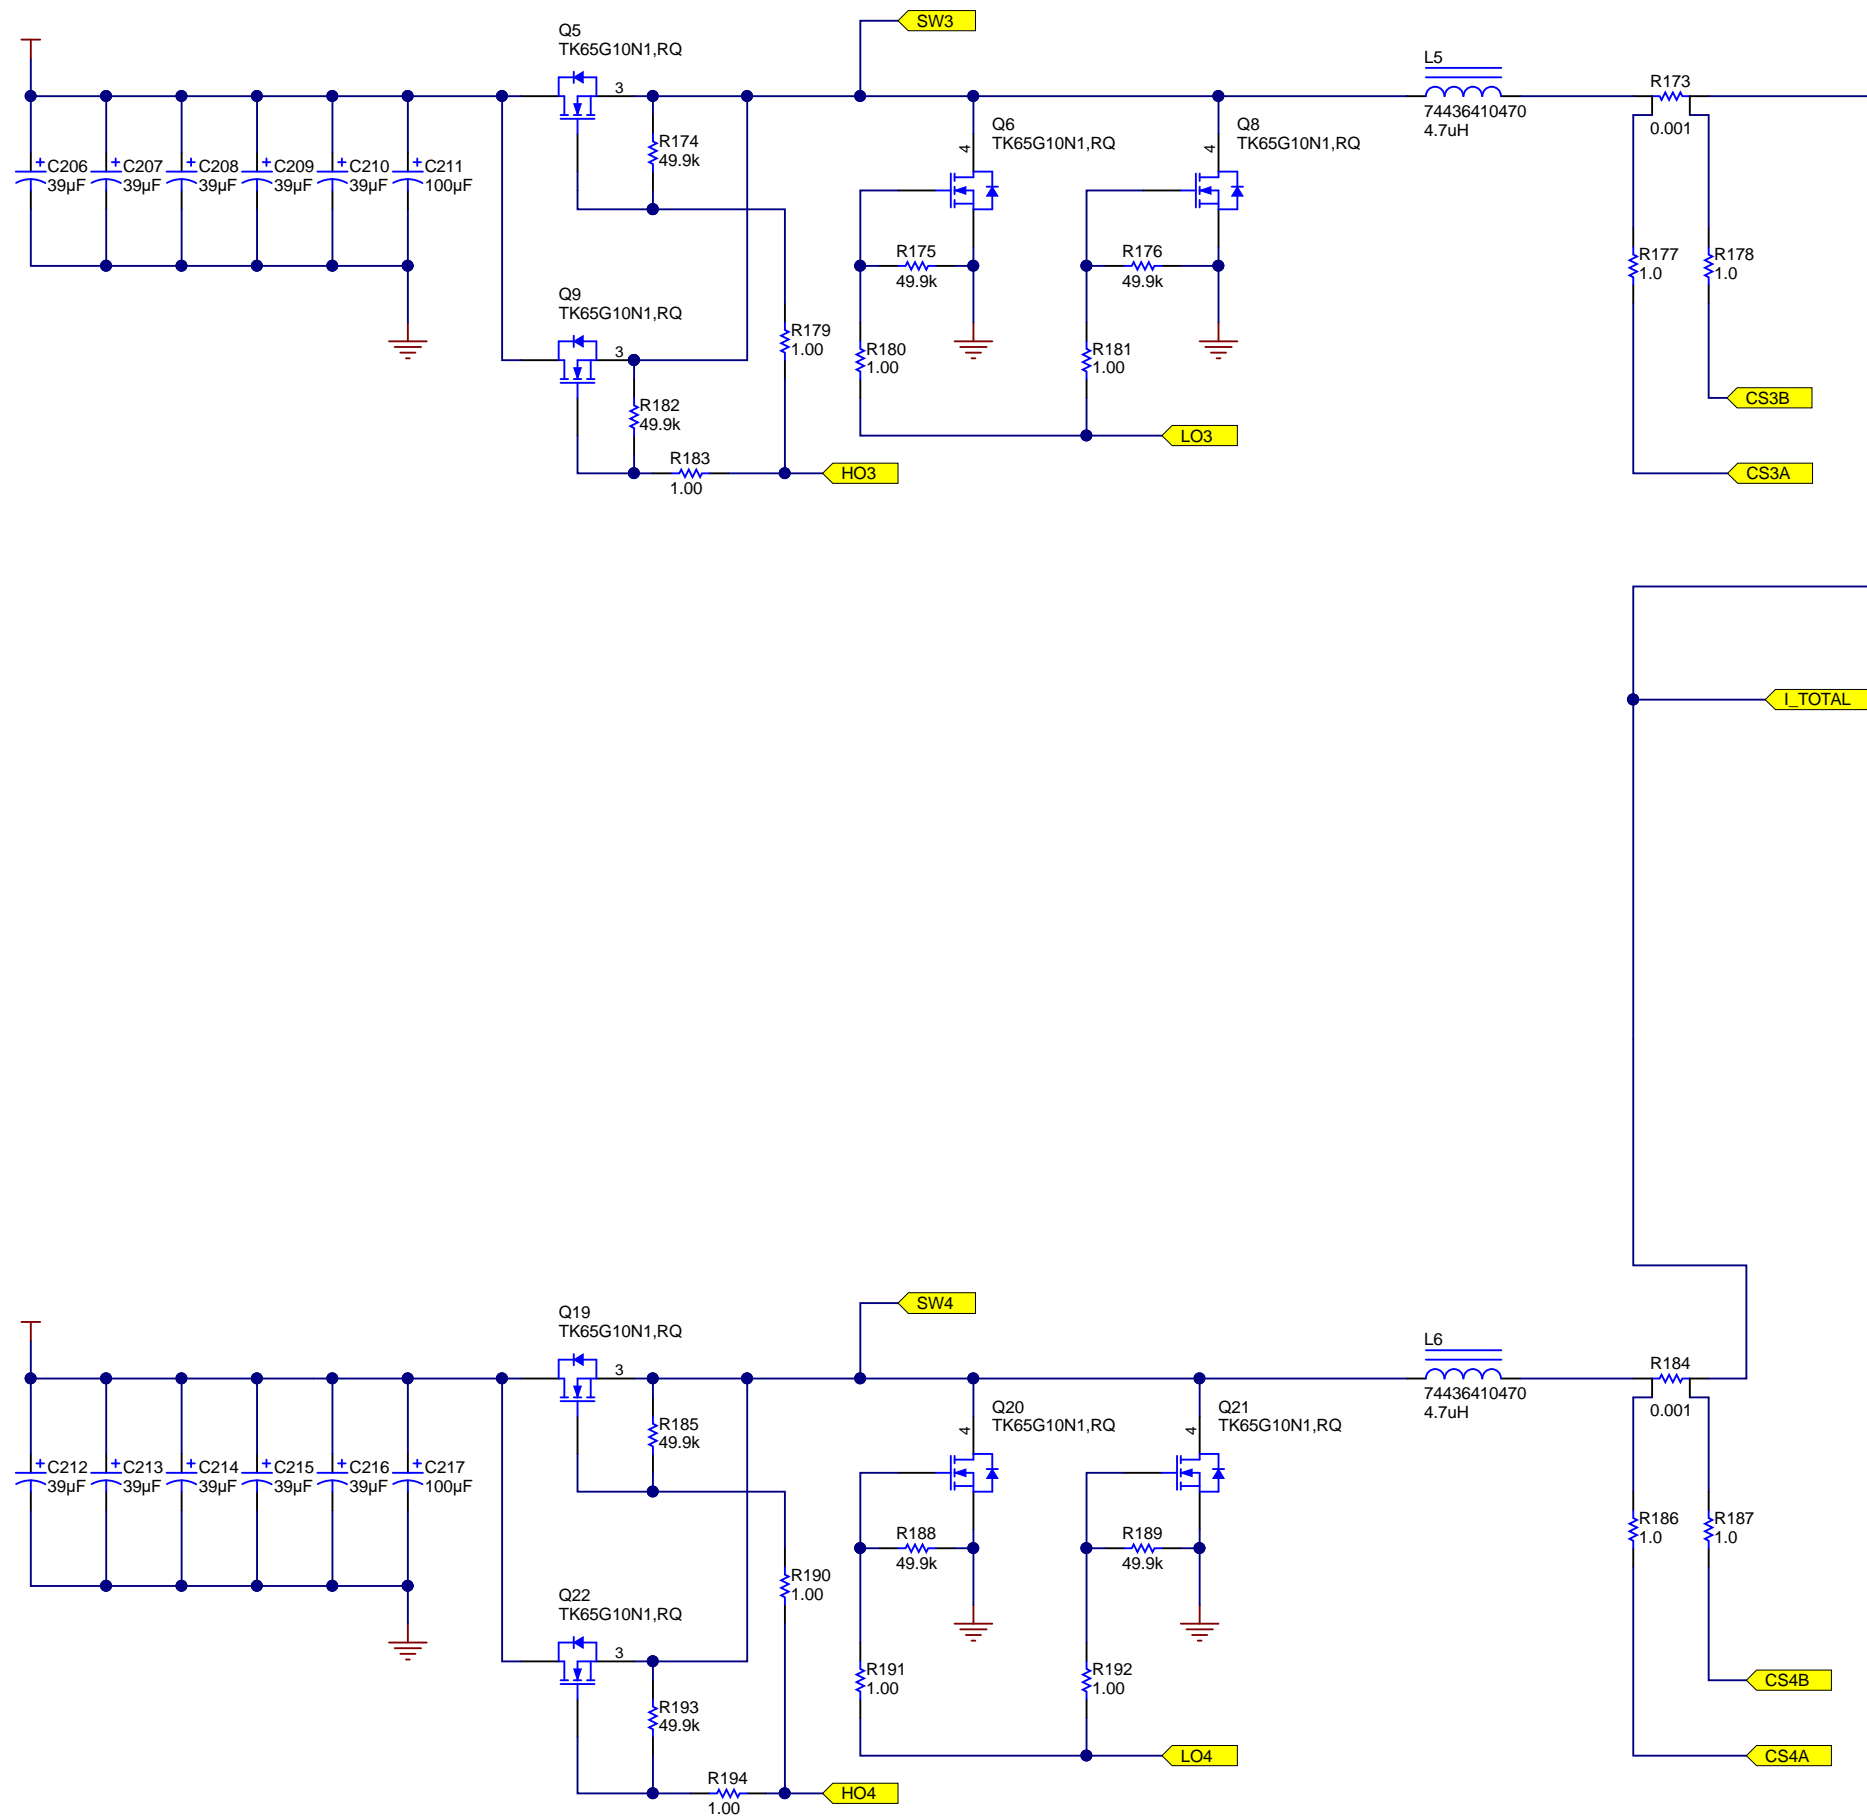 SW3
Q5
TK65G10N1,RQ
3
L5
74436410470
4.7uH
R173
0.001
R174
49.9k
Q6
TK65G10N1,RQ
4
Q8
TK65G10N1,RQ
4
+ C206
39µF
+ C207
39µF
+ C208
39µF
+ C209
39µF
+ C210
39µF
+ C211
100µF
R175
49.9k
R176
49.9k
R177
1.0
R178
1.0
Q9
TK65G10N1,RQ
3
R179
1.00
R180
1.00
R181
1.00
R182
49.9k
CS3B
LO3
R183
1.00
HO3
CS3A
I_TOTAL
SW4
Q19
TK65G10N1,RQ
3
L6
74436410470
4.7uH
R184
0.001
R185
49.9k
Q20
TK65G10N1,RQ
4
Q21
TK65G10N1,RQ
4
+ C212
39µF
+ C213
39µF
+ C214
39µF
+ C215
39µF
+ C216
39µF
+ C217
100µF
R188
49.9k
R189
49.9k
R186
1.0
R187
1.0
Q22
TK65G10N1,RQ
3
R190
1.00
R191
1.00
R192
1.00
CS4B
R193
49.9k
LO4
CS4A
R194
1.00
HO4